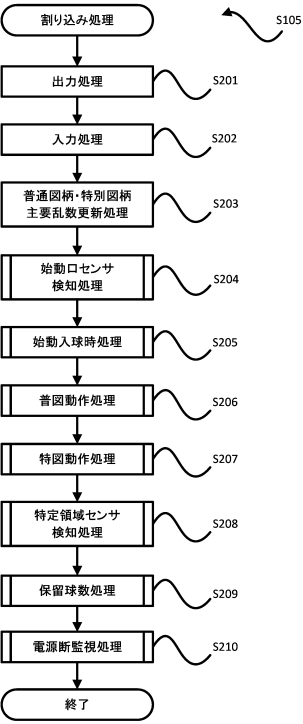 割り込み処理
S105
出力処理
S201
入力処理
S202
普通図柄・特別図柄
主要乱数更新処理
S203
始動口センサ
検知処理
S204
始動入球時処理
S205
普図動作処理
S206
特図動作処理
S207
特定領域センサ
検知処理
S208
保留球数処理
S209
電源断監視処理
S210
終了